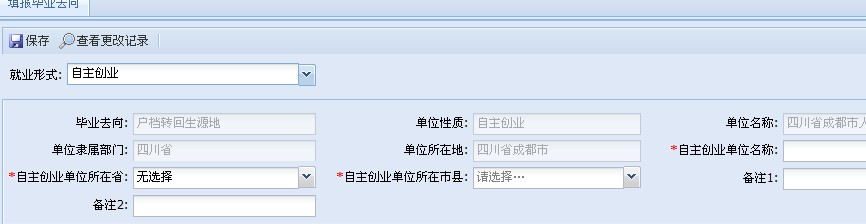 填报毕业去向
保存 查看更改记录
就业形式: 自主创业
毕业去向: 户档转回生源地 单位性质: 自主创业 单位名称: 四川省成都市
单位隶属部门: 四川省 单位所在地: 四川省成都市 *自主创业单位名称:
*自主创业单位所在省: 无选择 *自主创业单位所在市县: 请选择… 备注1:
备注2: